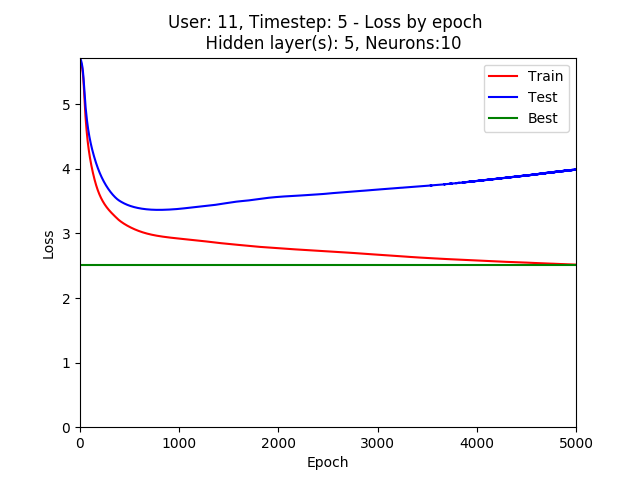 User: 11, Timestep: 5 - Loss by epoch
Hidden layer(s): 5, Neurons:10
Train
Test
Best
5
4
3
2
1
0
Loss
0 1000 2000 3000 4000 5000
Epoch